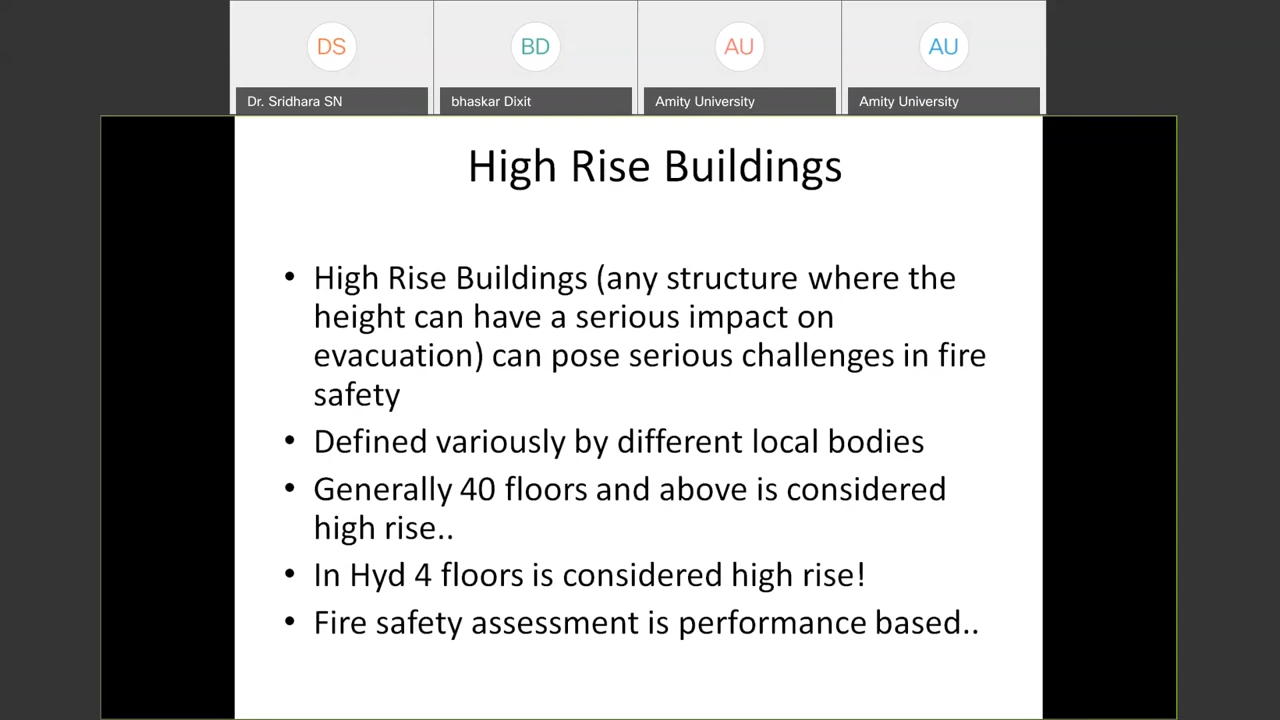 DS
BD
AU
AU
Dr. Sridhara SN
bhaskar Dixit
Amity University
Amity University
High Rise Buildings
• High Rise Buildings (any structure where the
height can have a serious impact on
evacuation) can pose serious challenges in fire
safety
• Defined variously by different local bodies
• Generally 40 floors and above is considered
high rise..
• In Hyd 4 floors is considered high rise!
• Fire safety assessment is performance based..